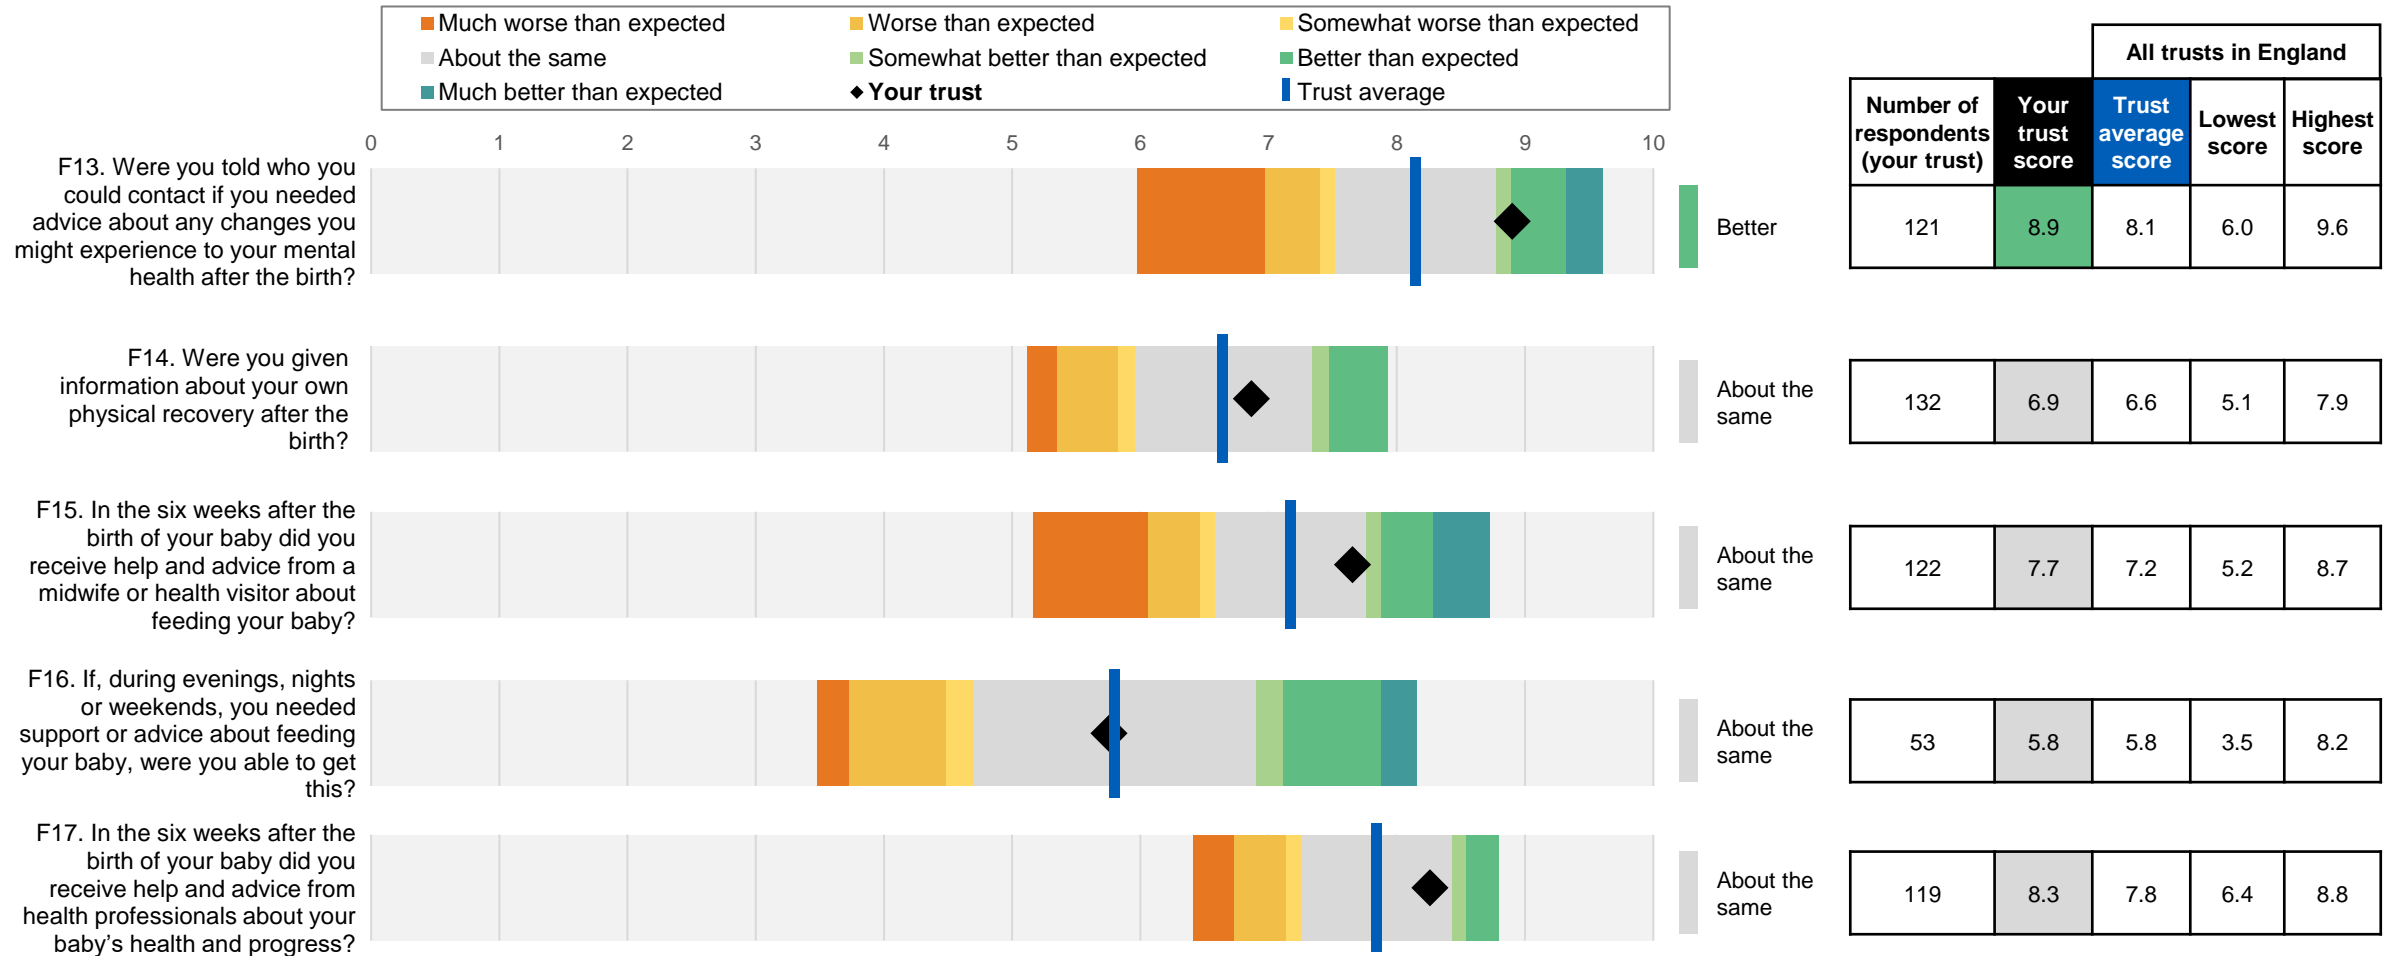 Much worse than expected
Worse than expected
Somewhat worse than expected
About the same
Somewhat better than expected
Better than expected
Much better than expected
Your trust
Trust average
All trusts in England
Number of
respondents
(your trust)
Your
trust
score
Trust
average
score
Lowest
score
Highest
score
0 1 2 3 4 5 6 7 8 9 10
F13. Were you told who you
could contact if you needed
advice about any changes you
might experience to your mental
health after the birth?
Better
121 8.9 8.1 6.0 9.6
F14. Were you given
information about your own
physical recovery after the
birth?
About the
same
132 6.9 6.6 5.1 7.9
F15. In the six weeks after the
birth of your baby did you
receive help and advice from a
midwife or health visitor about
feeding your baby?
About the
same
122 7.7 7.2 5.2 8.7
F16. If, during evenings, nights
or weekends, you needed
support or advice about feeding
your baby, were you able to get
this?
About the
same
53 5.8 5.8 3.5 8.2
F17. In the six weeks after the
birth of your baby did you
receive help and advice from
health professionals about your
baby’s health and progress?
About the
same
119 8.3 7.8 6.4 8.8